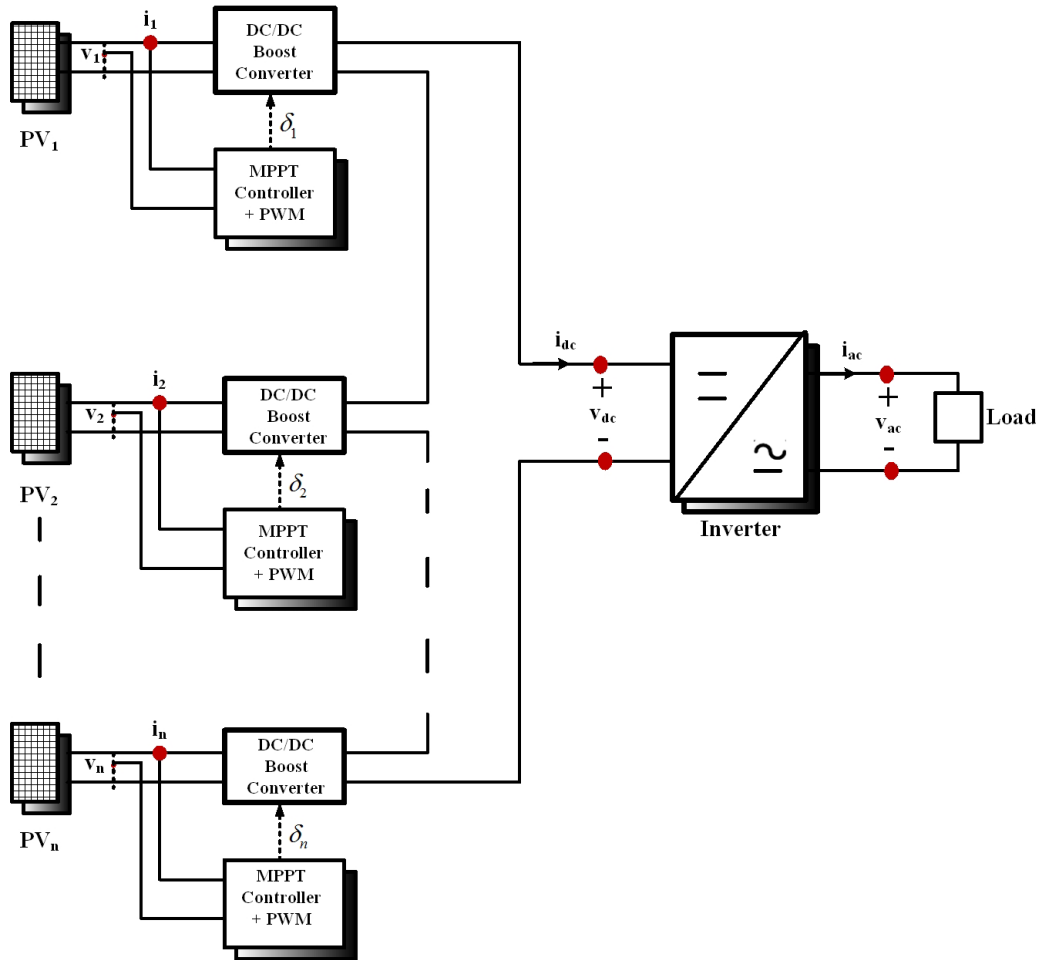 i1
v1
PV1
DC/DC
Boost
Converter
δ1
MPPT
Controller
+ PWM
i2
v2
PV2
DC/DC
Boost
Converter
δ2
MPPT
Controller
+ PWM
in
vn
PVn
DC/DC
Boost
Converter
δn
MPPT
Controller
+ PWM
idc
+
vdc
-
Inverter
iac
+
vac
-
Load